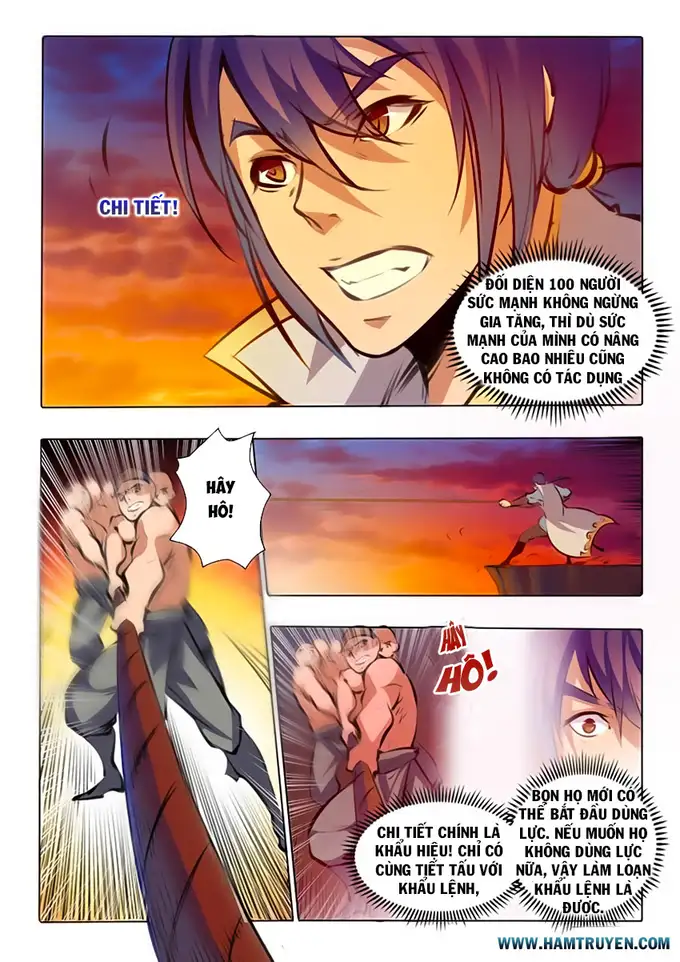 CHI TIẾT!
ĐỐI DIỆN 100 NGƯỜI
SỨC MẠNH KHÔNG NGỪNG
GIA TĂNG, THÌ DÙ SỨC
MẠNH CỦA MÌNH CÓ NÂNG
CAO BAO NHIÊU CŨNG
KHÔNG CÓ TÁC DỤNG
HÂY
HÔ!
HÂY
HÔ!
CHI TIẾT CHÍNH LÀ
KHẨU HIỆU! CHỈ CÓ
CÙNG TIẾT TẤU VỚI
KHẨU LỆNH,
BỌN HỌ MỚI CÓ
THỂ BẮT ĐẦU DÙNG
LỰC. NẾU MUỐN HỌ
KHÔNG DÙNG LỰC
NỮA, VẬY LÀM LOẠN
KHẨU LỆNH LÀ
ĐƯỢC.
WWW.HAMTRUYEN.COM